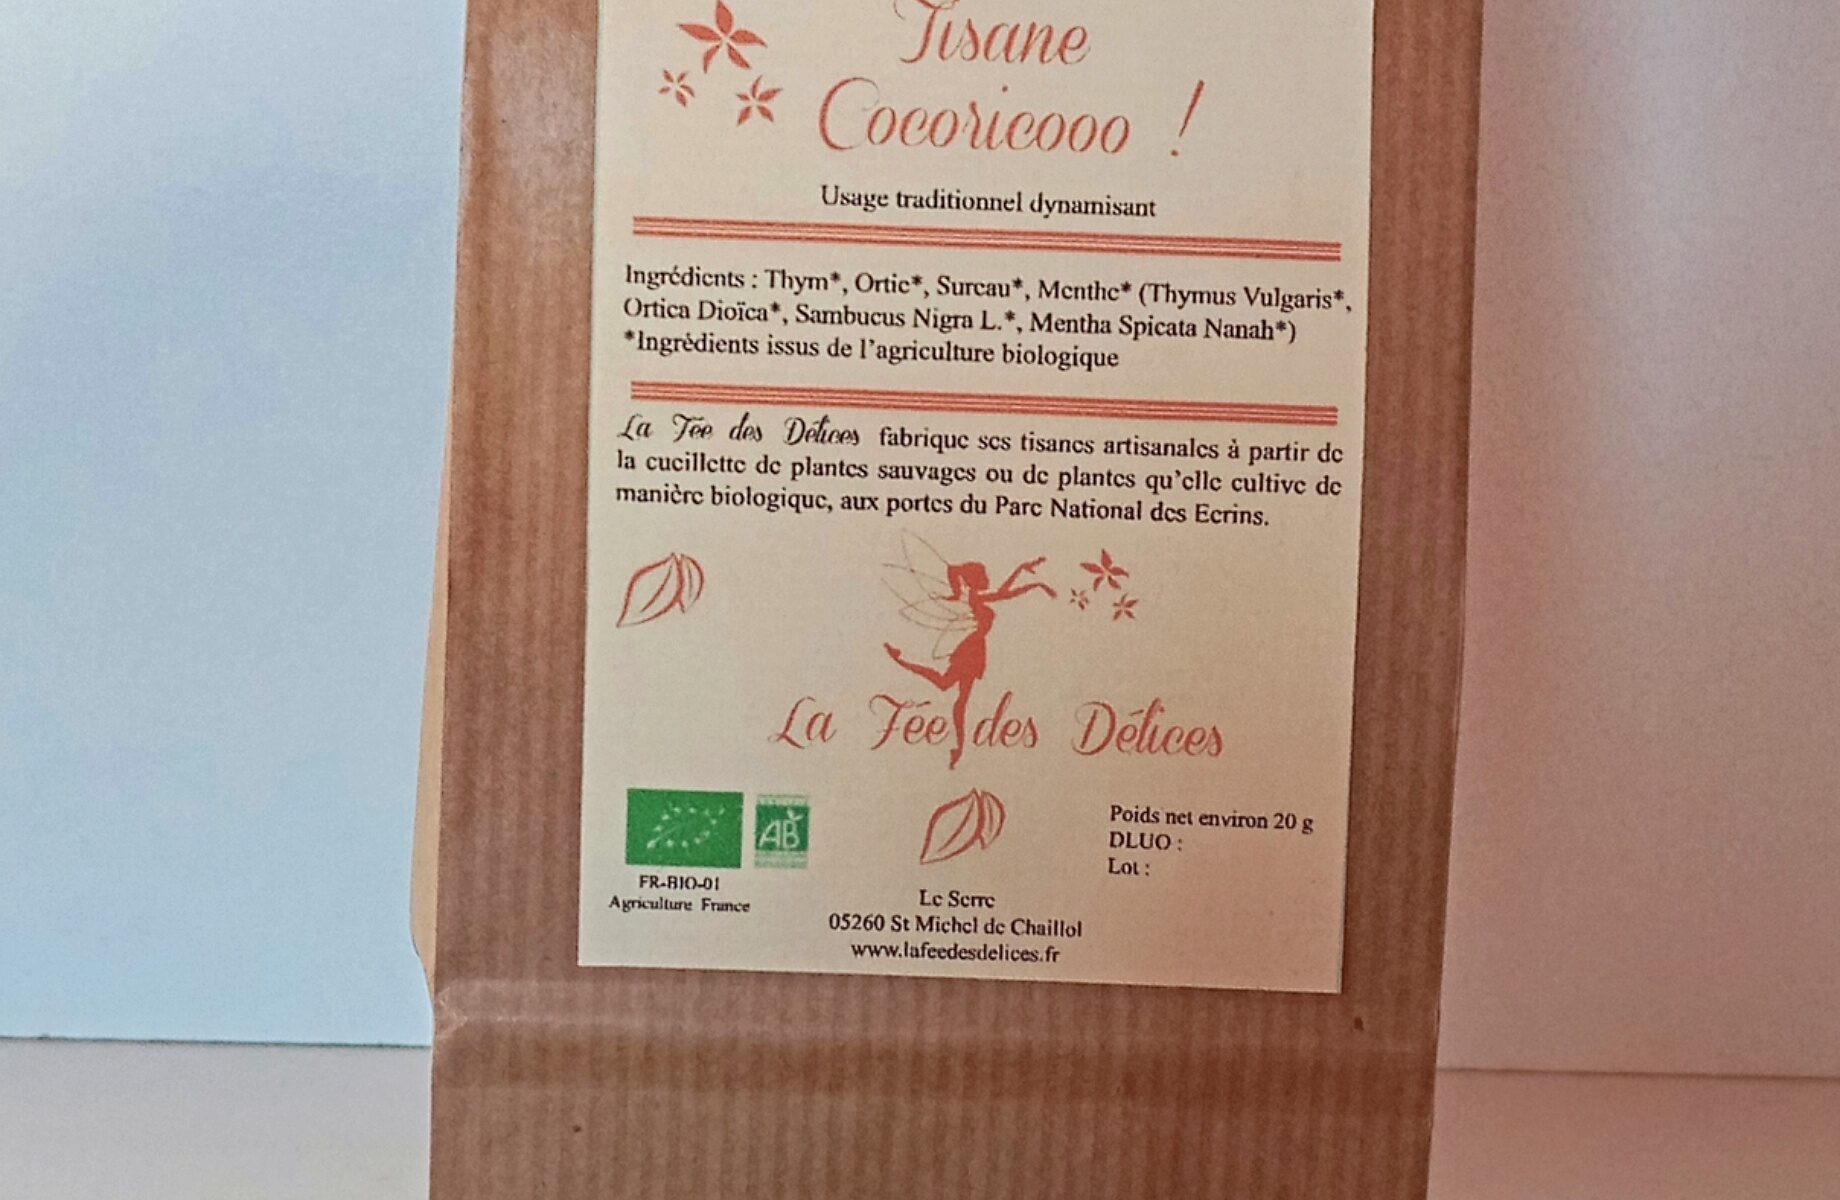 Tisane
Cocoricooo !
Usage traditionnel dynamisant
Ingrédients : Thym*, Ortie*, Sureau*, Menthe* (Thymus Vulgaris*,
Ortica Dioïca*, Sambucus Nigra L.*, Mentha Spicata Nanah*)
*Ingrédients issus de l'agriculture biologique
La Fée des Délices fabrique ses tisanes artisanales à partir de
la cueillette de plantes sauvages ou de plantes qu'elle cultive de
manière biologique, aux portes du Parc National des Ecrins.
La Fée des Délices
AB
FR-BIO-01
Agriculture France
Le Serre
05260 St Michel de Chaillol
www.lafeedesdelices.fr
Poids net environ 20 g
DLUO :
Lot :